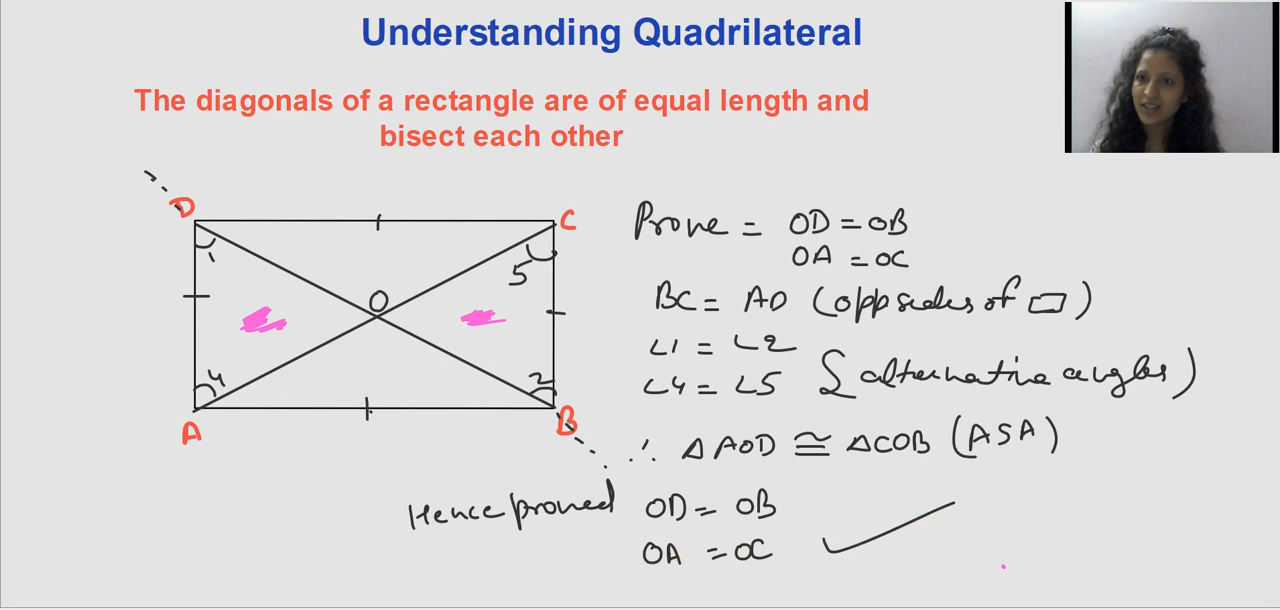 Understanding Quadrilateral
The diagonals of a rectangle are of equal length and
bisect each other
D
C
1
5
O
4
2
A
B
Prove = OD = OB
OA = OC
BC = AD (opp sides of ▭)
∠1 = ∠2
∠4 = ∠5 { alternative angles)
∴ △AOD ≅ △COB (ASA)
Hence proved OD = OB
OA = OC